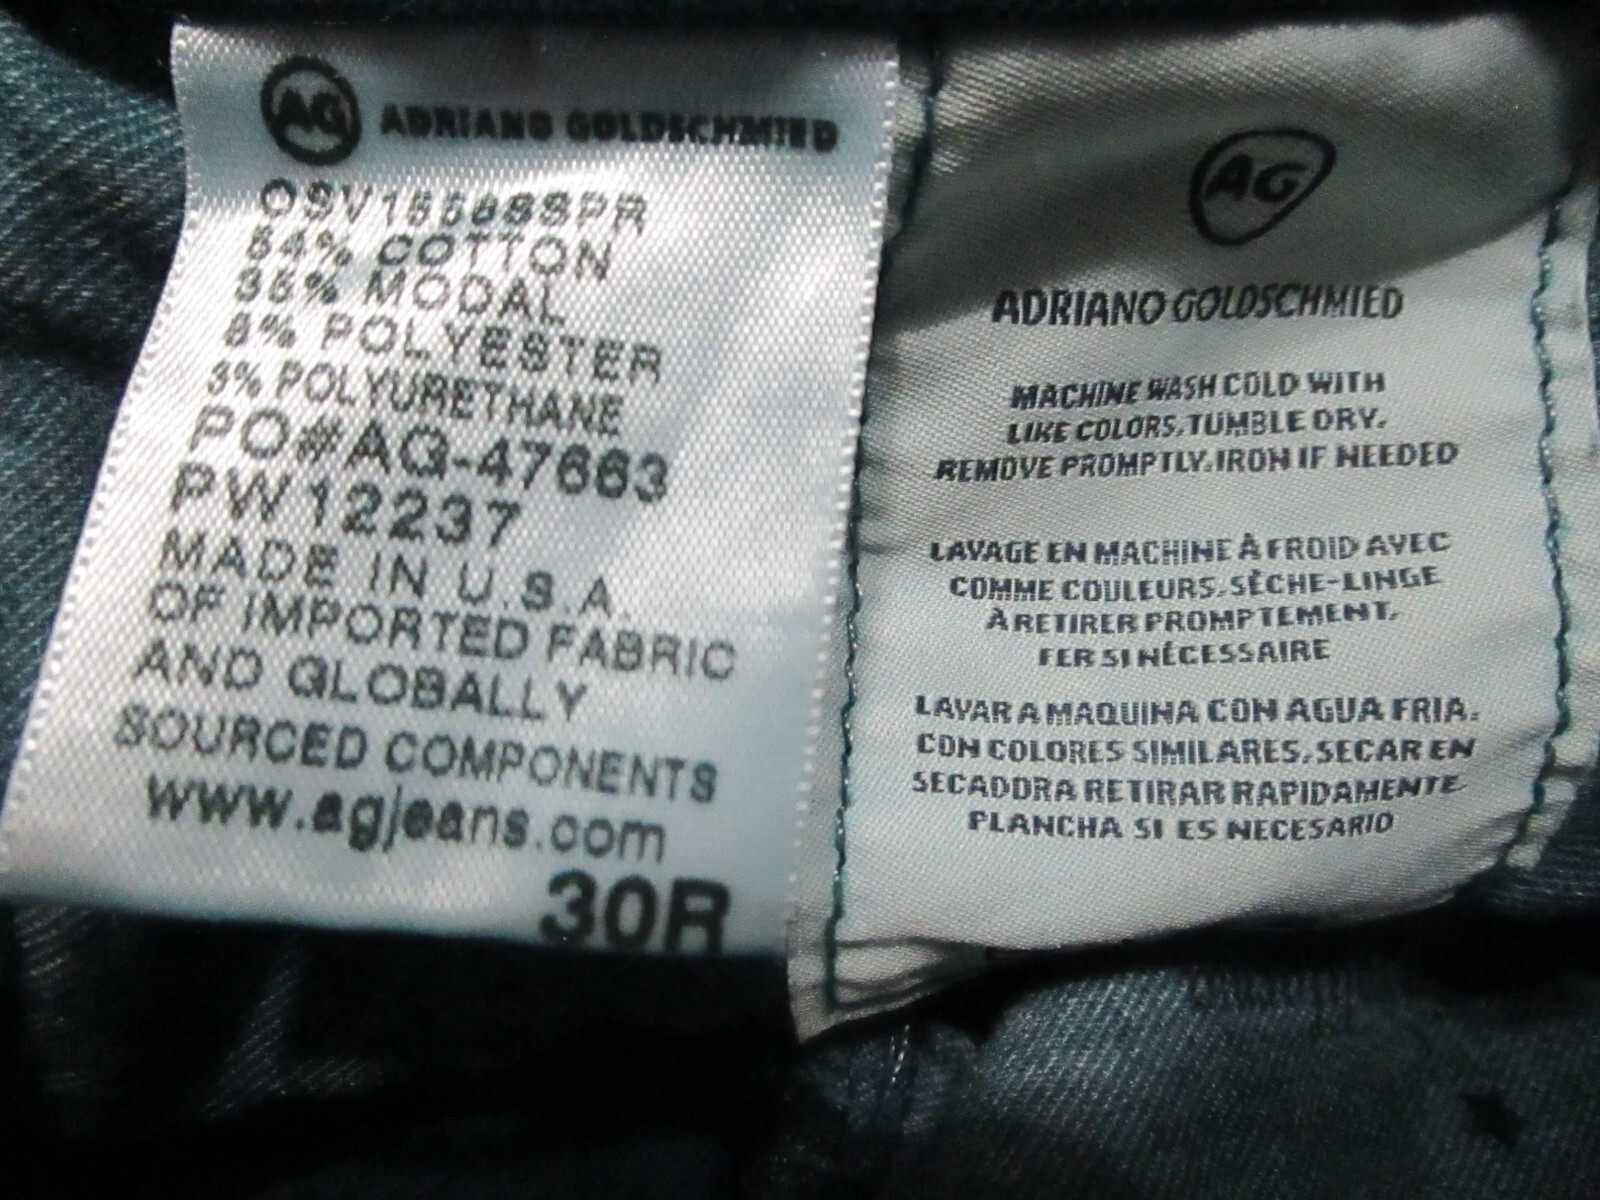 AG ADRIANO GOLDSCHMIED
54% COTTON
35% MODAL
8% POLYESTER
3% POLYURETHANE
PO#AG-47663
PW12237
MADE IN U.S.A.
OF IMPORTED FABRIC
AND GLOBALLY
SOURCED COMPONENTS
www.agjeans.com
30R
AG
ADRIANO GOLDSCHMIED
MACHINE WASH COLD WITH
LIKE COLORS, TUMBLE DRY.
REMOVE PROMPTLY. IRON IF NEEDED
LAVAGE EN MACHINE À FROID AVEC
COMME COULEURS. SÈCHE-LINGE
À RETIRER PROMPTEMENT.
FER SI NÉCESSAIRE
LAVAR A MAQUINA CON AGUA FRIA.
CON COLORES SIMILARES. SECAR EN
SECADORA RETIRAR RAPIDAMENTE.
PLANCHA SI ES NECESARIO